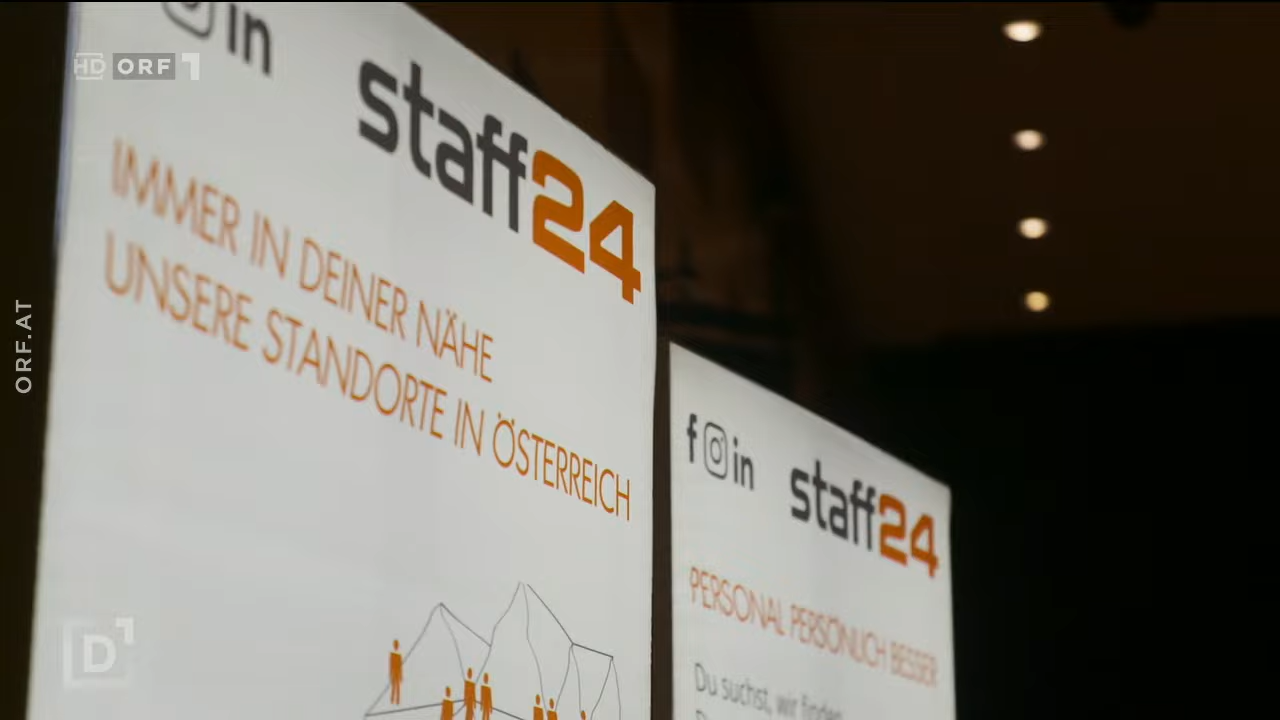 in
HD ORF 1
staff24
IMMER IN DEINER NÄHE
UNSERE STANDORTE IN ÖSTERREICH
ORF.AT
f in
staff24
PERSONAL PERSÖNLICH BESSER
Du suchst, wir finden
D